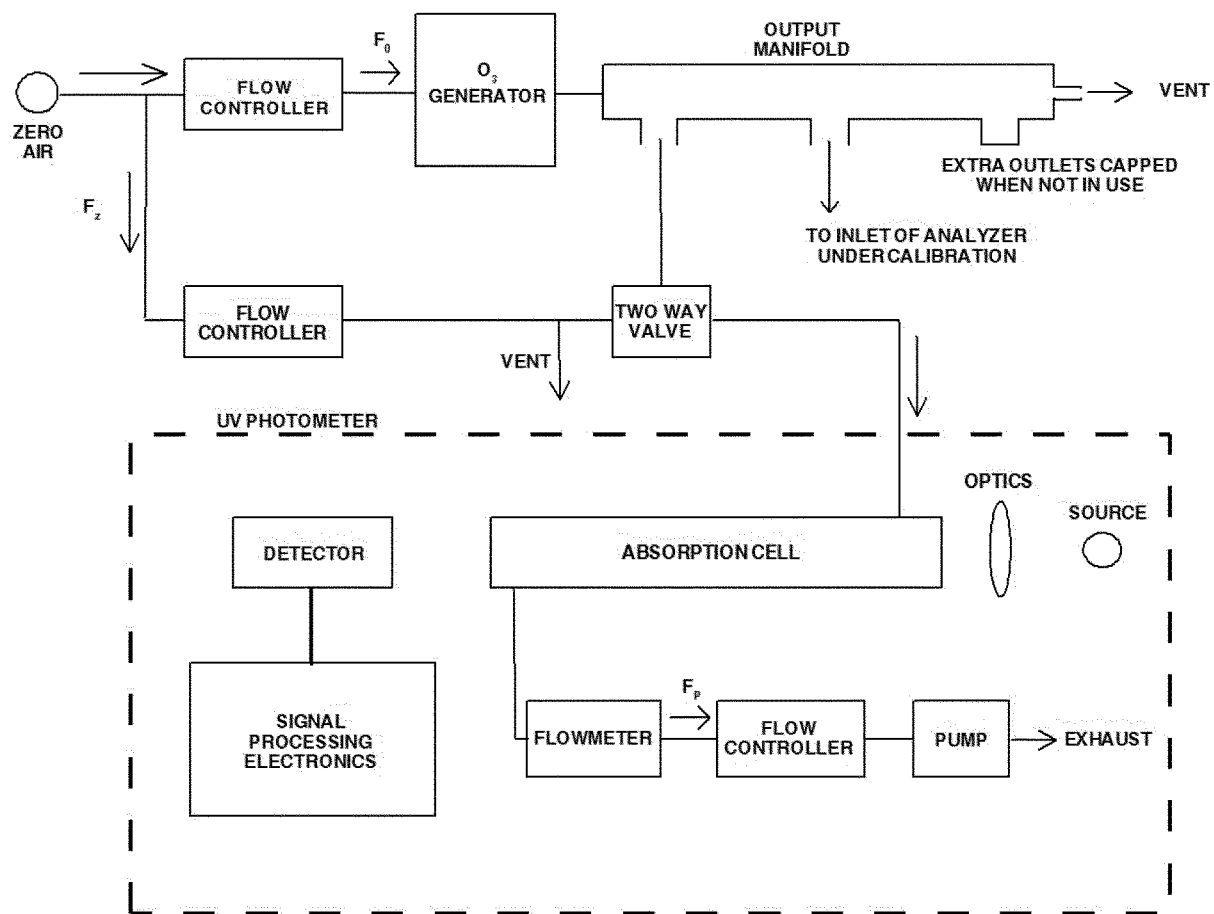 OUTPUT
MANIFOLD
F₀
O₃
GENERATOR
FLOW
CONTROLLER
VENT
ZERO
AIR
EXTRA OUTLETS CAPPED
WHEN NOT IN USE
F_z
TO INLET OF ANALYZER
UNDER CALIBRATION
FLOW
CONTROLLER
TWO WAY
VALVE
VENT
UV PHOTOMETER
OPTICS
SOURCE
DETECTOR
ABSORPTION CELL
F_p
SIGNAL
PROCESSING
ELECTRONICS
FLOWMETER
FLOW
CONTROLLER
PUMP
EXHAUST